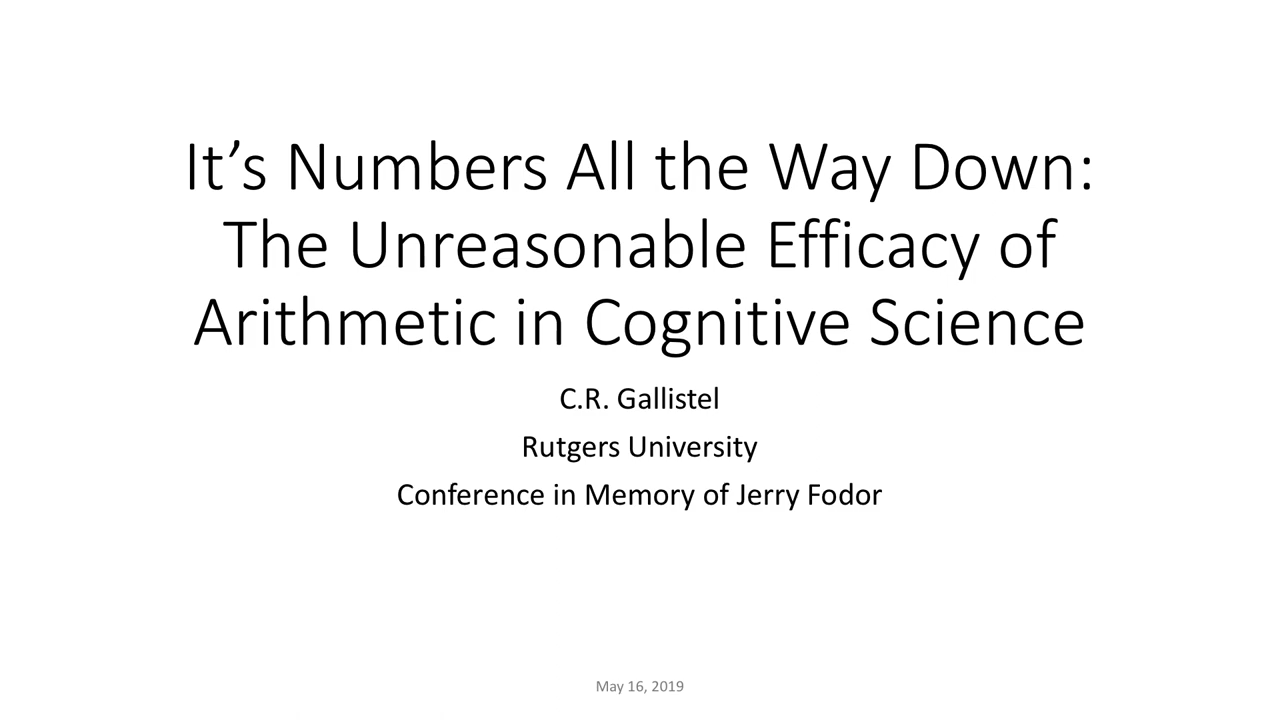 It’s Numbers All the Way Down:
The Unreasonable Efficacy of
Arithmetic in Cognitive Science
C.R. Gallistel
Rutgers University
Conference in Memory of Jerry Fodor
May 16, 2019